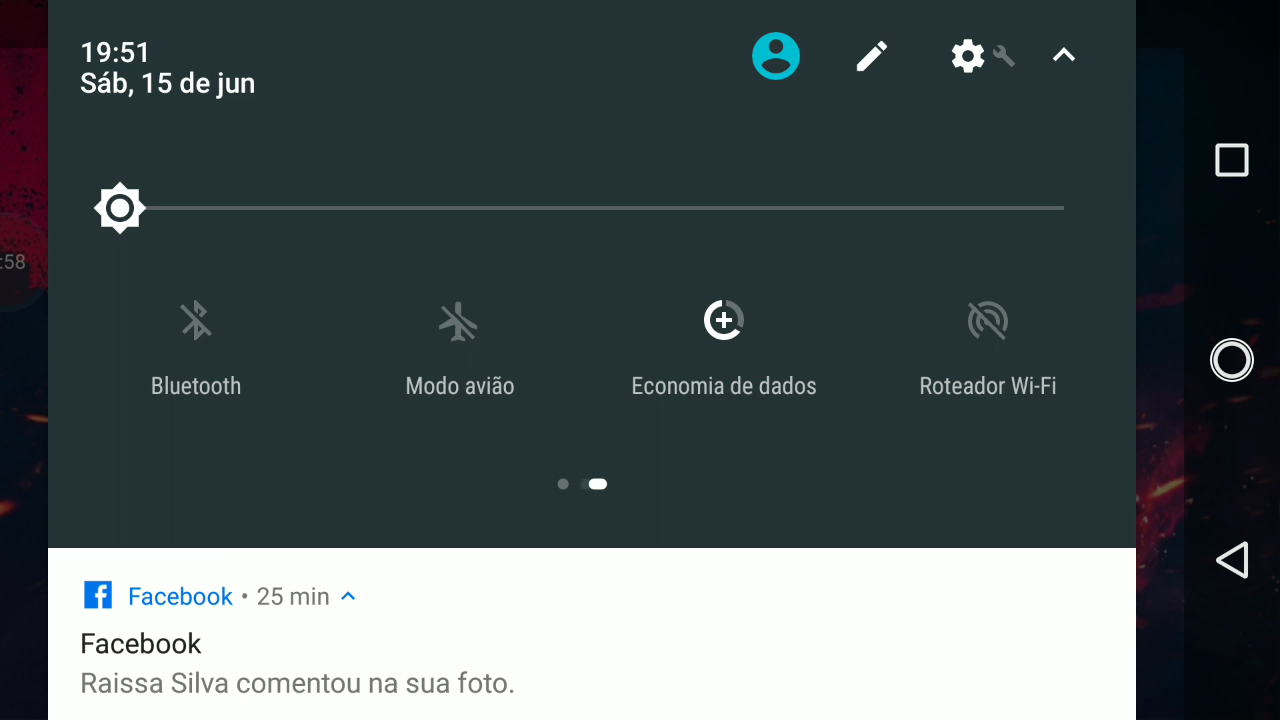 19:51
Sáb, 15 de jun
:58
Bluetooth
Modo avião
Economia de dados
Roteador Wi-Fi
Facebook • 25 min
Facebook
Raissa Silva comentou na sua foto.